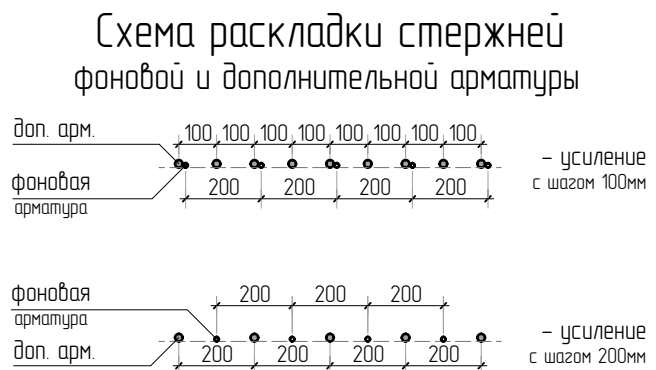 Схема раскладки стержней
фоновой и дополнительной арматуры
доп. арм.
100 100 100 100 100 100 100 100
фоновая
арматура
200 200 200 200
– усиление
с шагом 100мм
фоновая
арматура
200 200 200
доп. арм.
200 200 200 200
– усиление
с шагом 200мм